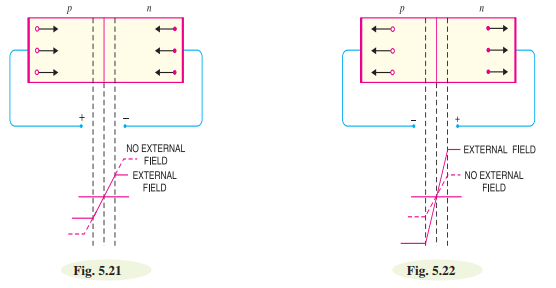 p n
+ –
NO EXTERNAL
FIELD
EXTERNAL
FIELD
Fig. 5.21
p n
– +
EXTERNAL FIELD
NO EXTERNAL
FIELD
Fig. 5.22